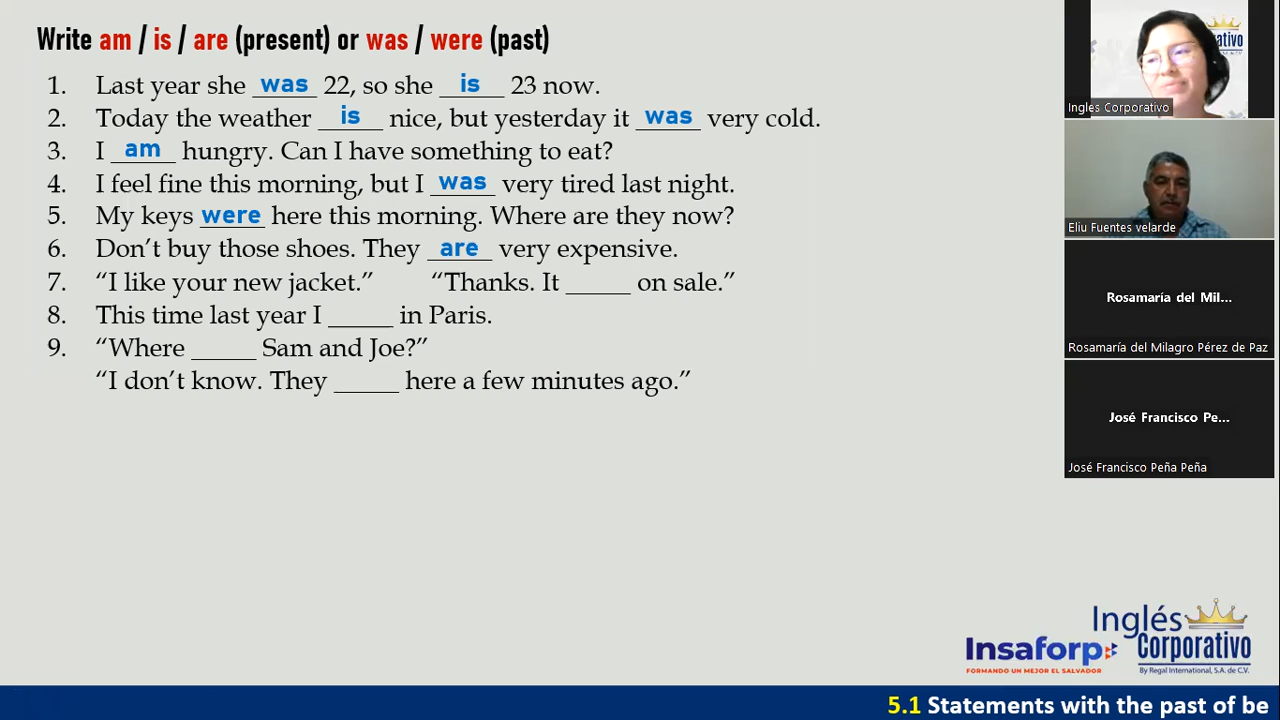 Write am / is / are (present) or was / were (past)
1. Last year she was 22, so she is 23 now.
2. Today the weather is nice, but yesterday it was very cold.
3. I am hungry. Can I have something to eat?
4. I feel fine this morning, but I was very tired last night.
5. My keys were here this morning. Where are they now?
6. Don’t buy those shoes. They are very expensive.
7. “I like your new jacket.” “Thanks. It _____ on sale.”
8. This time last year I _____ in Paris.
9. “Where _____ Sam and Joe?”
“I don’t know. They _____ here a few minutes ago.”
ativo
Ingles Corporativo
Eliu Fuentes velarde
Rosamaría del Mil...
Rosamaría del Milagro Pérez de Paz
José Francisco Pe...
José Francisco Peña Peña
Inglés
Corporativo
By Regal International, S.A. de C.V.
Insaforp
FORMANDO UN MEJOR EL SALVADOR
5.1 Statements with the past of be